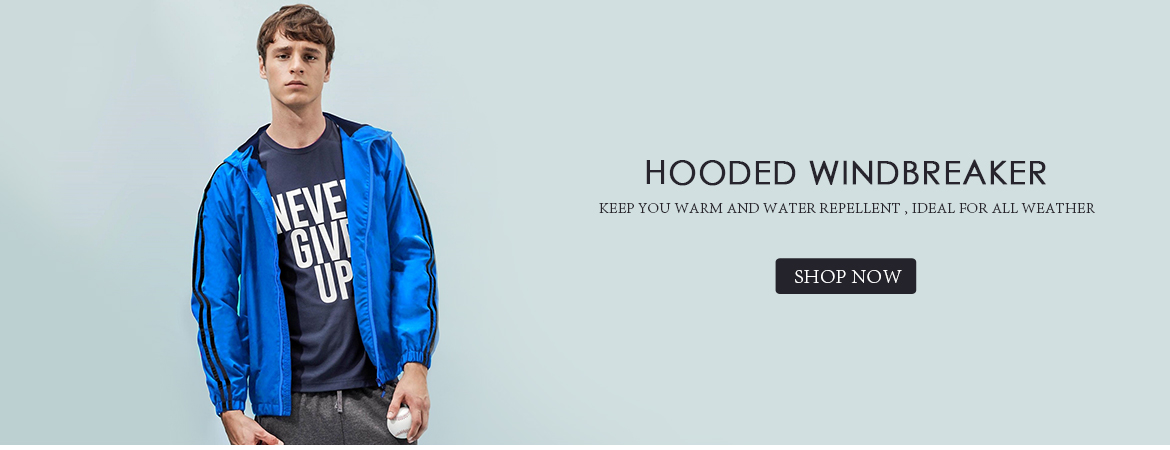 NEVER
GIVE
UP
HOODED WINDBREAKER
KEEP YOU WARM AND WATER REPELLENT , IDEAL FOR ALL WEATHER
SHOP NOW